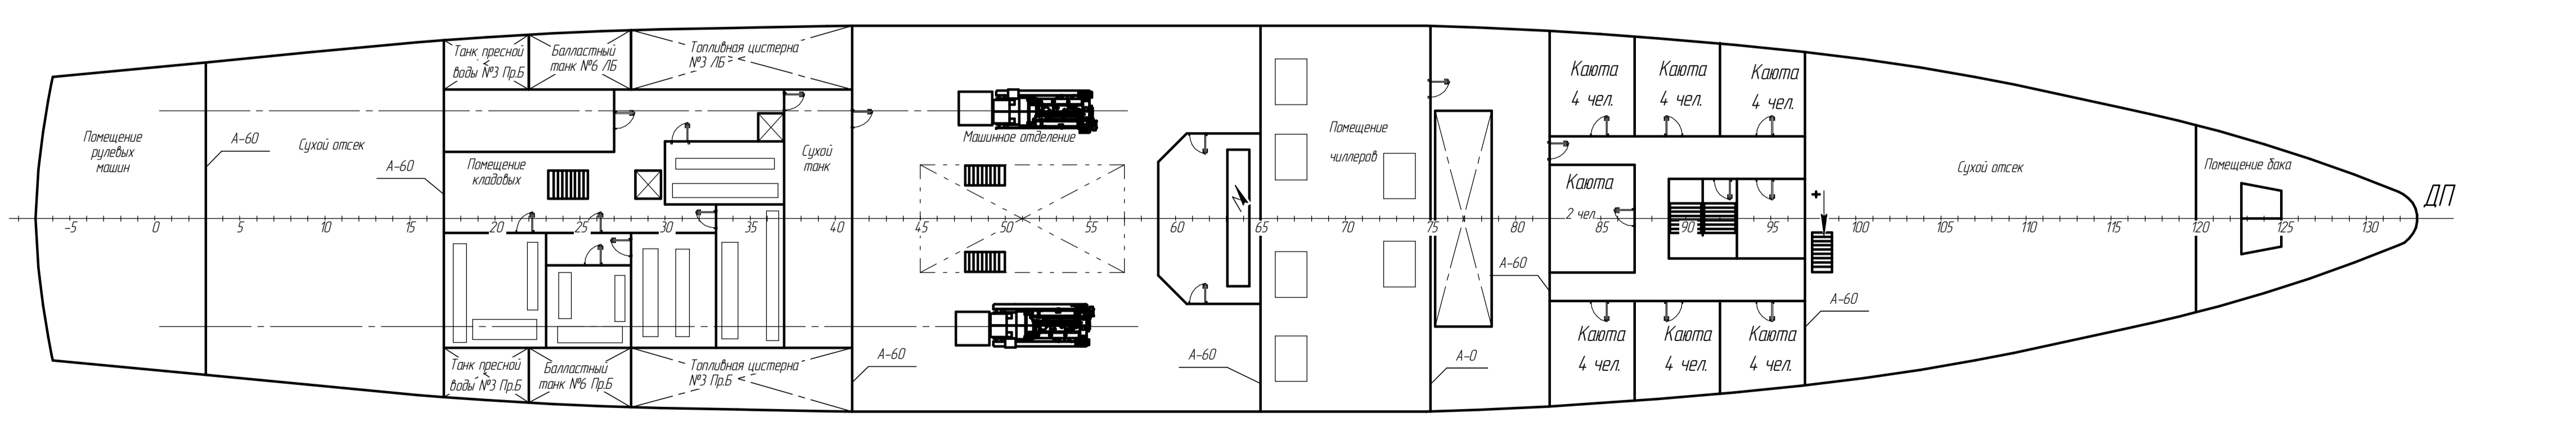 Танк пресной
воды №3 Пр.Б
Балластный
танк №6 ЛБ
Топливная цистерна
№3 ЛБ
Каюта
4 чел.
Каюта
4 чел.
Каюта
4 чел.
Помещение
рулевых
машин
А-60
Сухой отсек
А-60
Помещение
кладовых
Сухой
танк
Машинное отделение
Помещение
чиллеров
Каюта
2 чел.
Сухой отсек
Помещение бака
ДП
-5 0 5 10 15 20 25 30 35 40 45 50 55 60 65 70 75 80 85 90 95 100 105 110 115 120 125 130
А-60
А-60
А-60
А-60
А-0
Танк пресной
воды №3 Пр.Б
Балластный
танк №6 Пр.Б
Топливная цистерна
№3 Пр.Б
Каюта
4 чел.
Каюта
4 чел.
Каюта
4 чел.